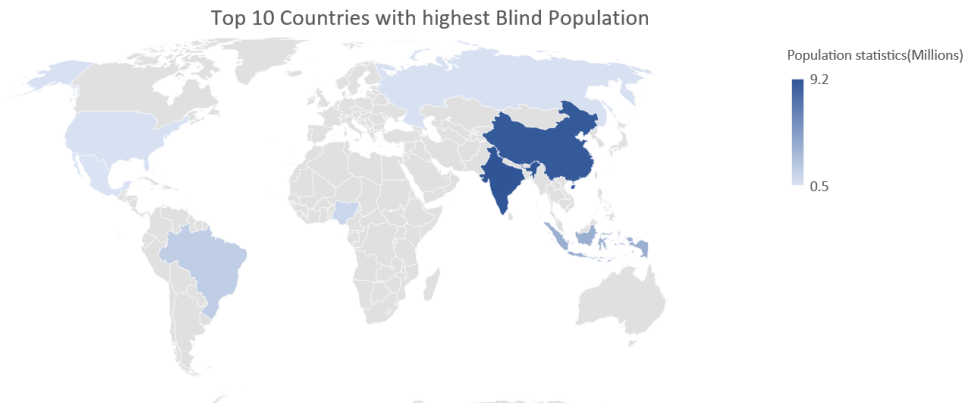 Top 10 Countries with highest Blind Population
Population statistics(Millions)
9.2
0.5